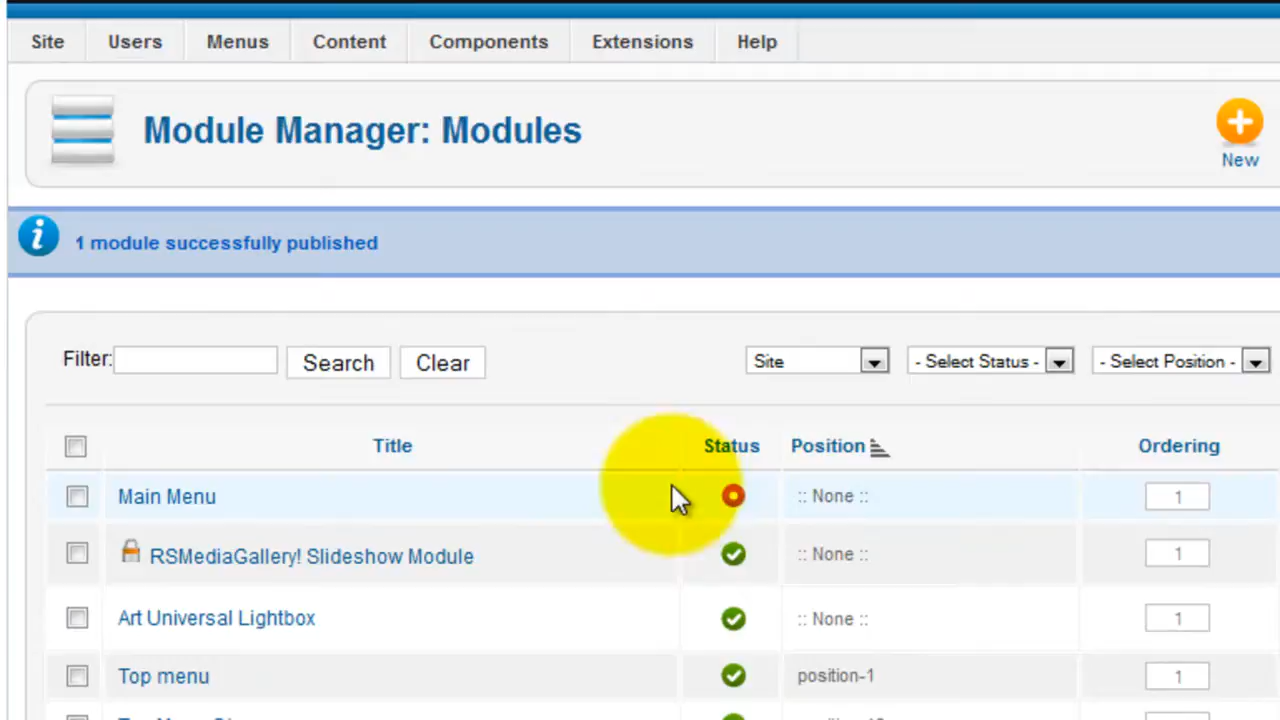 Site Users Menus Content Components Extensions Help
Module Manager: Modules
New
1 module successfully published
Filter: Search Clear Site - Select Status - - Select Position -
Title Status Position Ordering
Main Menu :: None :: 1
RSMediaGallery! Slideshow Module :: None :: 1
Art Universal Lightbox :: None :: 1
Top menu position-1 1